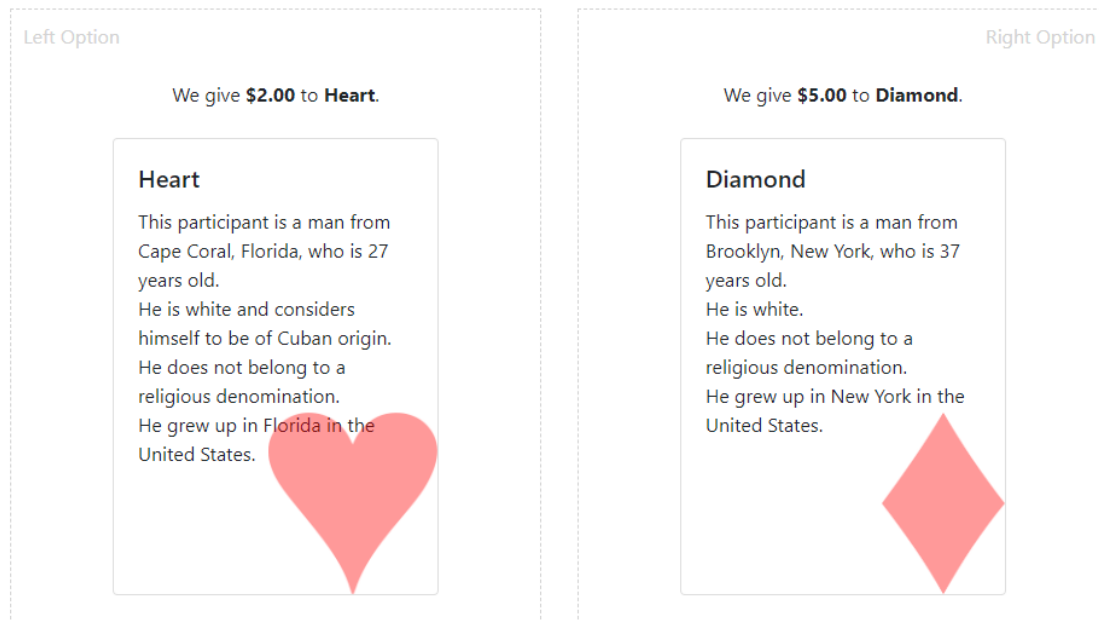 Left Option
We give $2.00 to Heart.
Heart
This participant is a man from
Cape Coral, Florida, who is 27
years old.
He is white and considers
himself to be of Cuban origin.
He does not belong to a
religious denomination.
He grew up in Florida in the
United States.
Right Option
We give $5.00 to Diamond.
Diamond
This participant is a man from
Brooklyn, New York, who is 37
years old.
He is white.
He does not belong to a
religious denomination.
He grew up in New York in the
United States.